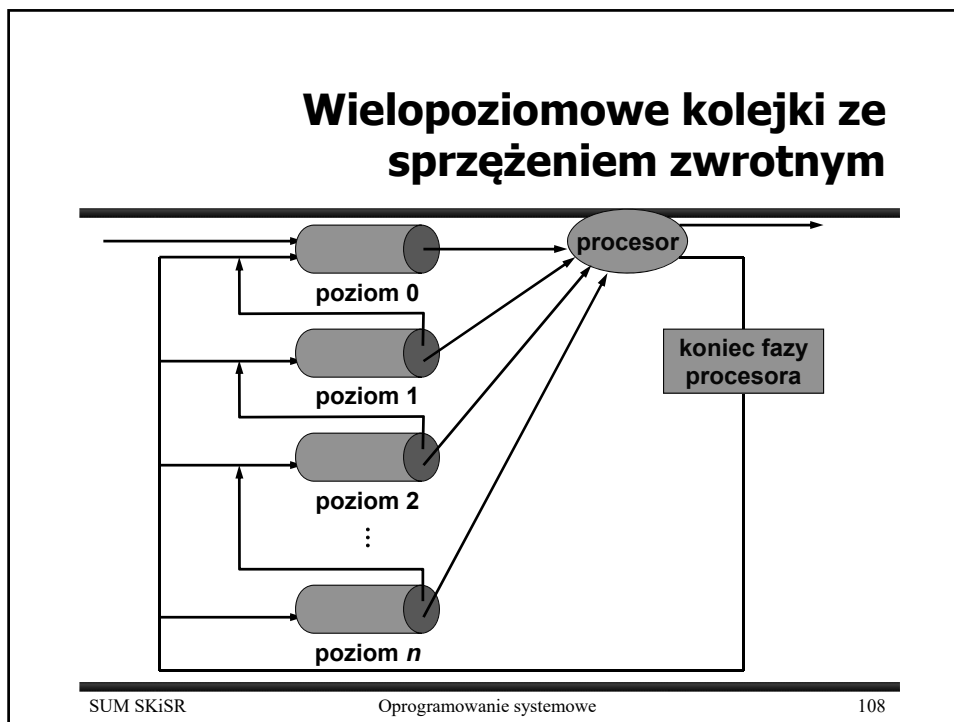 Wielopoziomowe kolejki ze
sprzężeniem zwrotnym
procesor
poziom 0
koniec fazy
procesora
poziom 1
poziom 2
⋮
poziom n
SUM SKiSR
Oprogramowanie systemowe
108